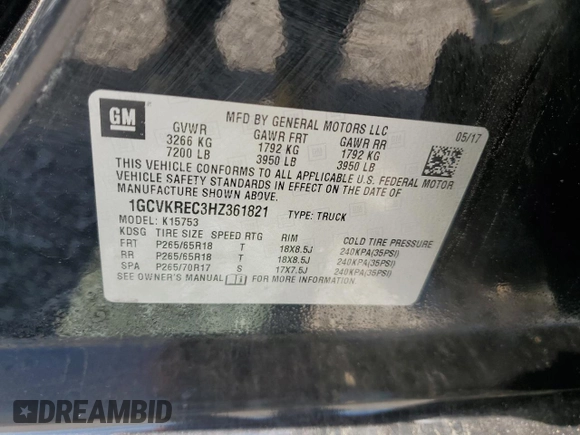 GM
MFD BY GENERAL MOTORS LLC
05/17
GVWR GAWR FRT GAWR RR
3266 KG 1792 KG 1792 KG
7200 LB 3950 LB 3950 LB
THIS VEHICLE CONFORMS TO ALL APPLICABLE U.S. FEDERAL MOTOR
VEHICLE SAFETY STANDARDS IN EFFECT ON THE DATE OF
MANUFACTURE SHOWN ABOVE.
1GCVKREC3HZ361821 TYPE: TRUCK
MODEL: K15753
KDSG TIRE SIZE SPEED RTG RIM COLD TIRE PRESSURE
FRT P265/65R18 T 18X8.5J 240KPA(35PSI)
RR P265/65R18 T 18X8.5J 240KPA(35PSI)
SPA P265/70R17 S 17X7.5J 240KPA(35PSI)
SEE OWNER'S MANUAL i FOR MORE INFORMATION.
DREAMBID